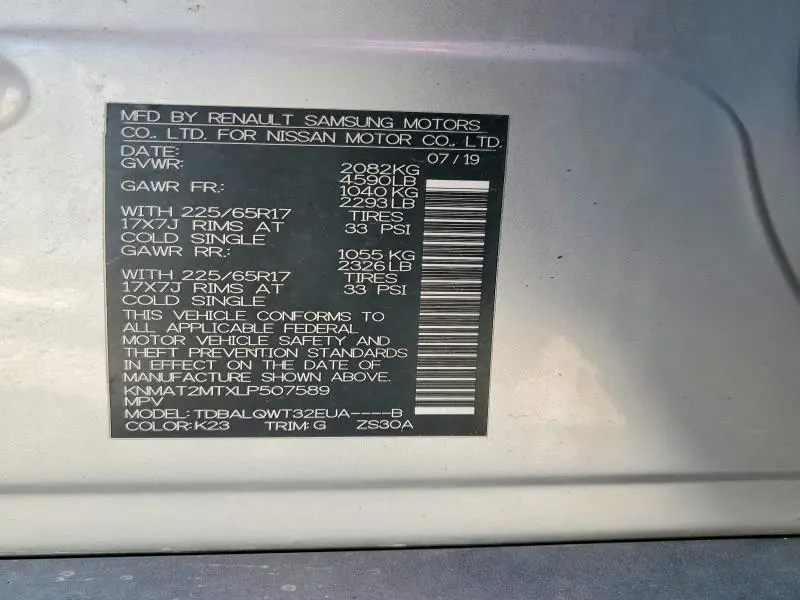 MFD BY RENAULT SAMSUNG MOTORS
CO., LTD. FOR NISSAN MOTOR CO., LTD.
DATE: 07/19
GVWR: 2082KG
4590LB
GAWR FR.: 1040 KG
2293 LB
WITH 225/65R17 TIRES
17X7J RIMS AT 33 PSI
COLD SINGLE
GAWR RR.: 1055 KG
2326 LB
WITH 225/65R17 TIRES
17X7J RIMS AT 33 PSI
COLD SINGLE
THIS VEHICLE CONFORMS TO
ALL APPLICABLE FEDERAL
MOTOR VEHICLE SAFETY AND
THEFT PREVENTION STANDARDS
IN EFFECT ON THE DATE OF
MANUFACTURE SHOWN ABOVE.
KNMAT2MTXLP507589
MPV
MODEL: TDBALQWT32EUA----B
COLOR: K23 TRIM: G ZS30A